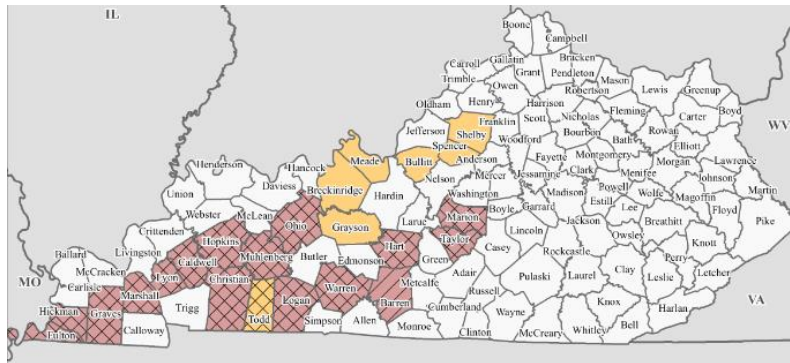 IL
Boone
Campbell
Gallatin
Bracken
Carroll
Grant
Pendleton
Mason
Trimble
Owen
Robertson
Lewis
Greenup
Oldham
Henry
Harrison
Fleming
Boyd
Franklin
Scott
Nicholas
Carter
Jefferson
Shelby
Bourbon
Rowan
WV
Spencer
Woodford
Bath
Elliott
Hancock
Meade
Bullitt
Anderson
Fayette
Montgomery
Morgan
Lawrence
Henderson
Mercer
Clark
Menifee
Johnson
Daviess
Breckinridge
Nelson
Jessamine
Powell
Martin
Union
Hardin
Washington
Madison
Estill
Wolfe
Magoffin
Webster
McLean
Marion
Boyle
Garrard
Lee
Floyd
Crittenden
Ohio
Grayson
Larue
Jackson
Breathitt
Pike
Hopkins
Taylor
Lincoln
Owsley
Knott
Ballard
Livingston
Caldwell
Muhlenberg
Butler
Hart
Casey
Rockcastle
Perry
McCracken
Edmonson
Green
MO
Carlisle
Lyon
Christian
Adair
Pulaski
Laurel
Clay
Leslie
Letcher
Marshall
Warren
Metcalfe
Russell
Hickman
Graves
Trigg
Logan
Barren
Cumberland
Wayne
Knox
Harlan
VA
Fulton
Calloway
Todd
Simpson
Allen
Monroe
Clinton
McCreary
Whitley
Bell